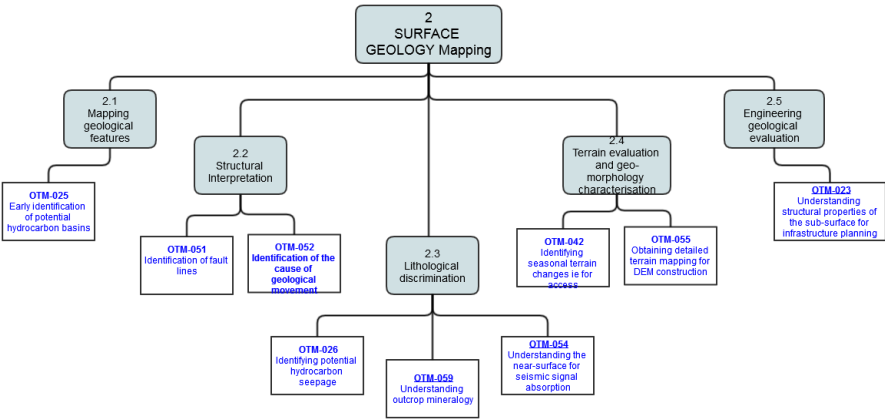 2
SURFACE
GEOLOGY Mapping
2.1
Mapping
geological
features
OTM-025
Early identification
of potential
hydrocarbon basins
2.2
Structural
Interpretation
OTM-051
Identification of fault
lines
OTM-052
Identification of the
cause of
geological
movement
2.3
Lithological
discrimination
OTM-026
Identifying potential
hydrocarbon
seepage
OTM-059
Understanding
outcrop mineralogy
OTM-054
Understanding the
near-surface for
seismic signal
absorption
2.4
Terrain evaluation
and geo-
morphology
characterisation
OTM-042
Identifying
seasonal terrain
changes ie for
access
OTM-055
Obtaining detailed
terrain mapping for
DEM construction
2.5
Engineering
geological
evaluation
OTM-023
Understanding
structural properties of
the sub-surface for
infrastructure planning